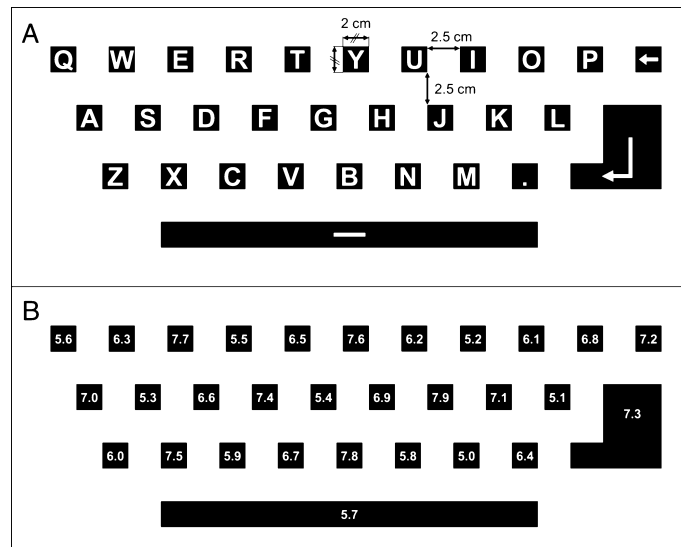 A
2 cm
2.5 cm
Q W E R T Y U I O P ←
2.5 cm
A S D F G H J K L
Z X C V B N M .
B
5.6 6.3 7.7 5.5 6.5 7.6 6.2 5.2 6.1 6.8 7.2
7.0 5.3 6.6 7.4 5.4 6.9 7.9 7.1 5.1 7.3
6.0 7.5 5.9 6.7 7.8 5.8 5.0 6.4
5.7